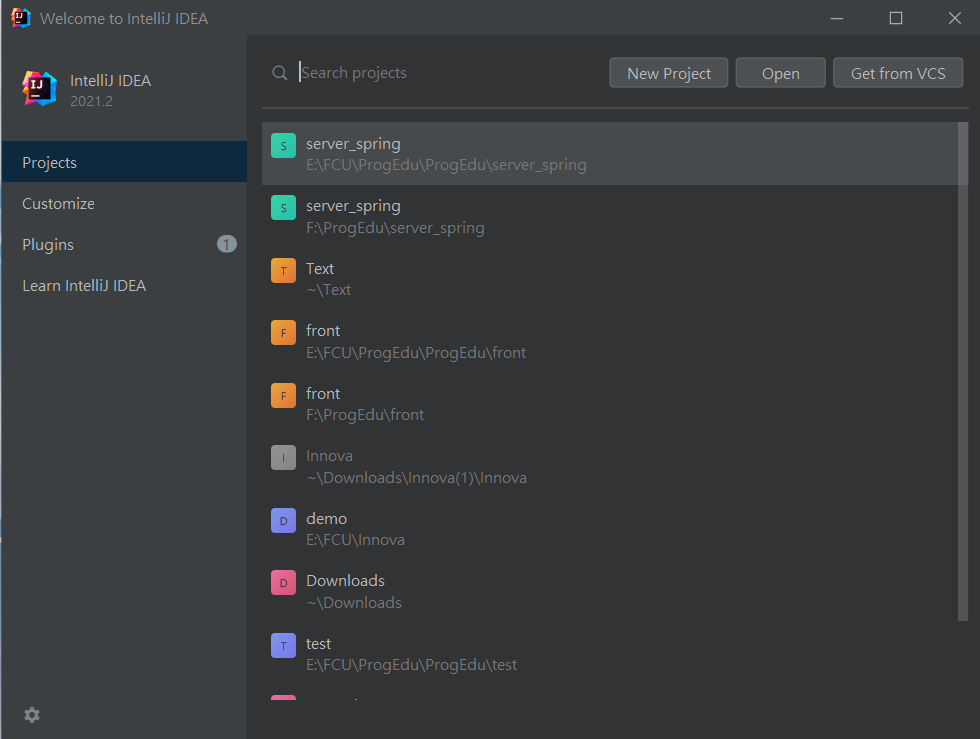 Welcome to IntelliJ IDEA
IJ
IntelliJ IDEA
2021.2
Projects
Customize
Plugins
1
Learn IntelliJ IDEA
Search projects
New Project
Open
Get from VCS
S
server_spring
E:\FCU\ProgEdu\ProgEdu\server_spring
S
server_spring
F:\ProgEdu\server_spring
T
Text
~\Text
F
front
E:\FCU\ProgEdu\ProgEdu\front
F
front
F:\ProgEdu\front
I
Innova
~\Downloads\Innova(1)\Innova
D
demo
E:\FCU\Innova
D
Downloads
~\Downloads
T
test
E:\FCU\ProgEdu\ProgEdu\test